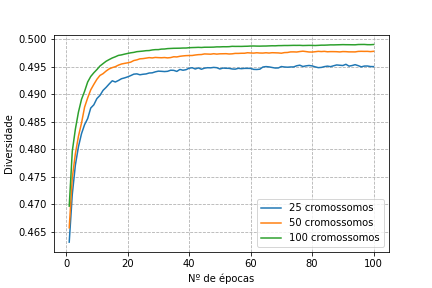 0.500
0.495
0.490
0.485
0.480
0.475
0.470
0.465
Diversidade
0 20 40 60 80 100
Nº de épocas
25 cromossomos
50 cromossomos
100 cromossomos